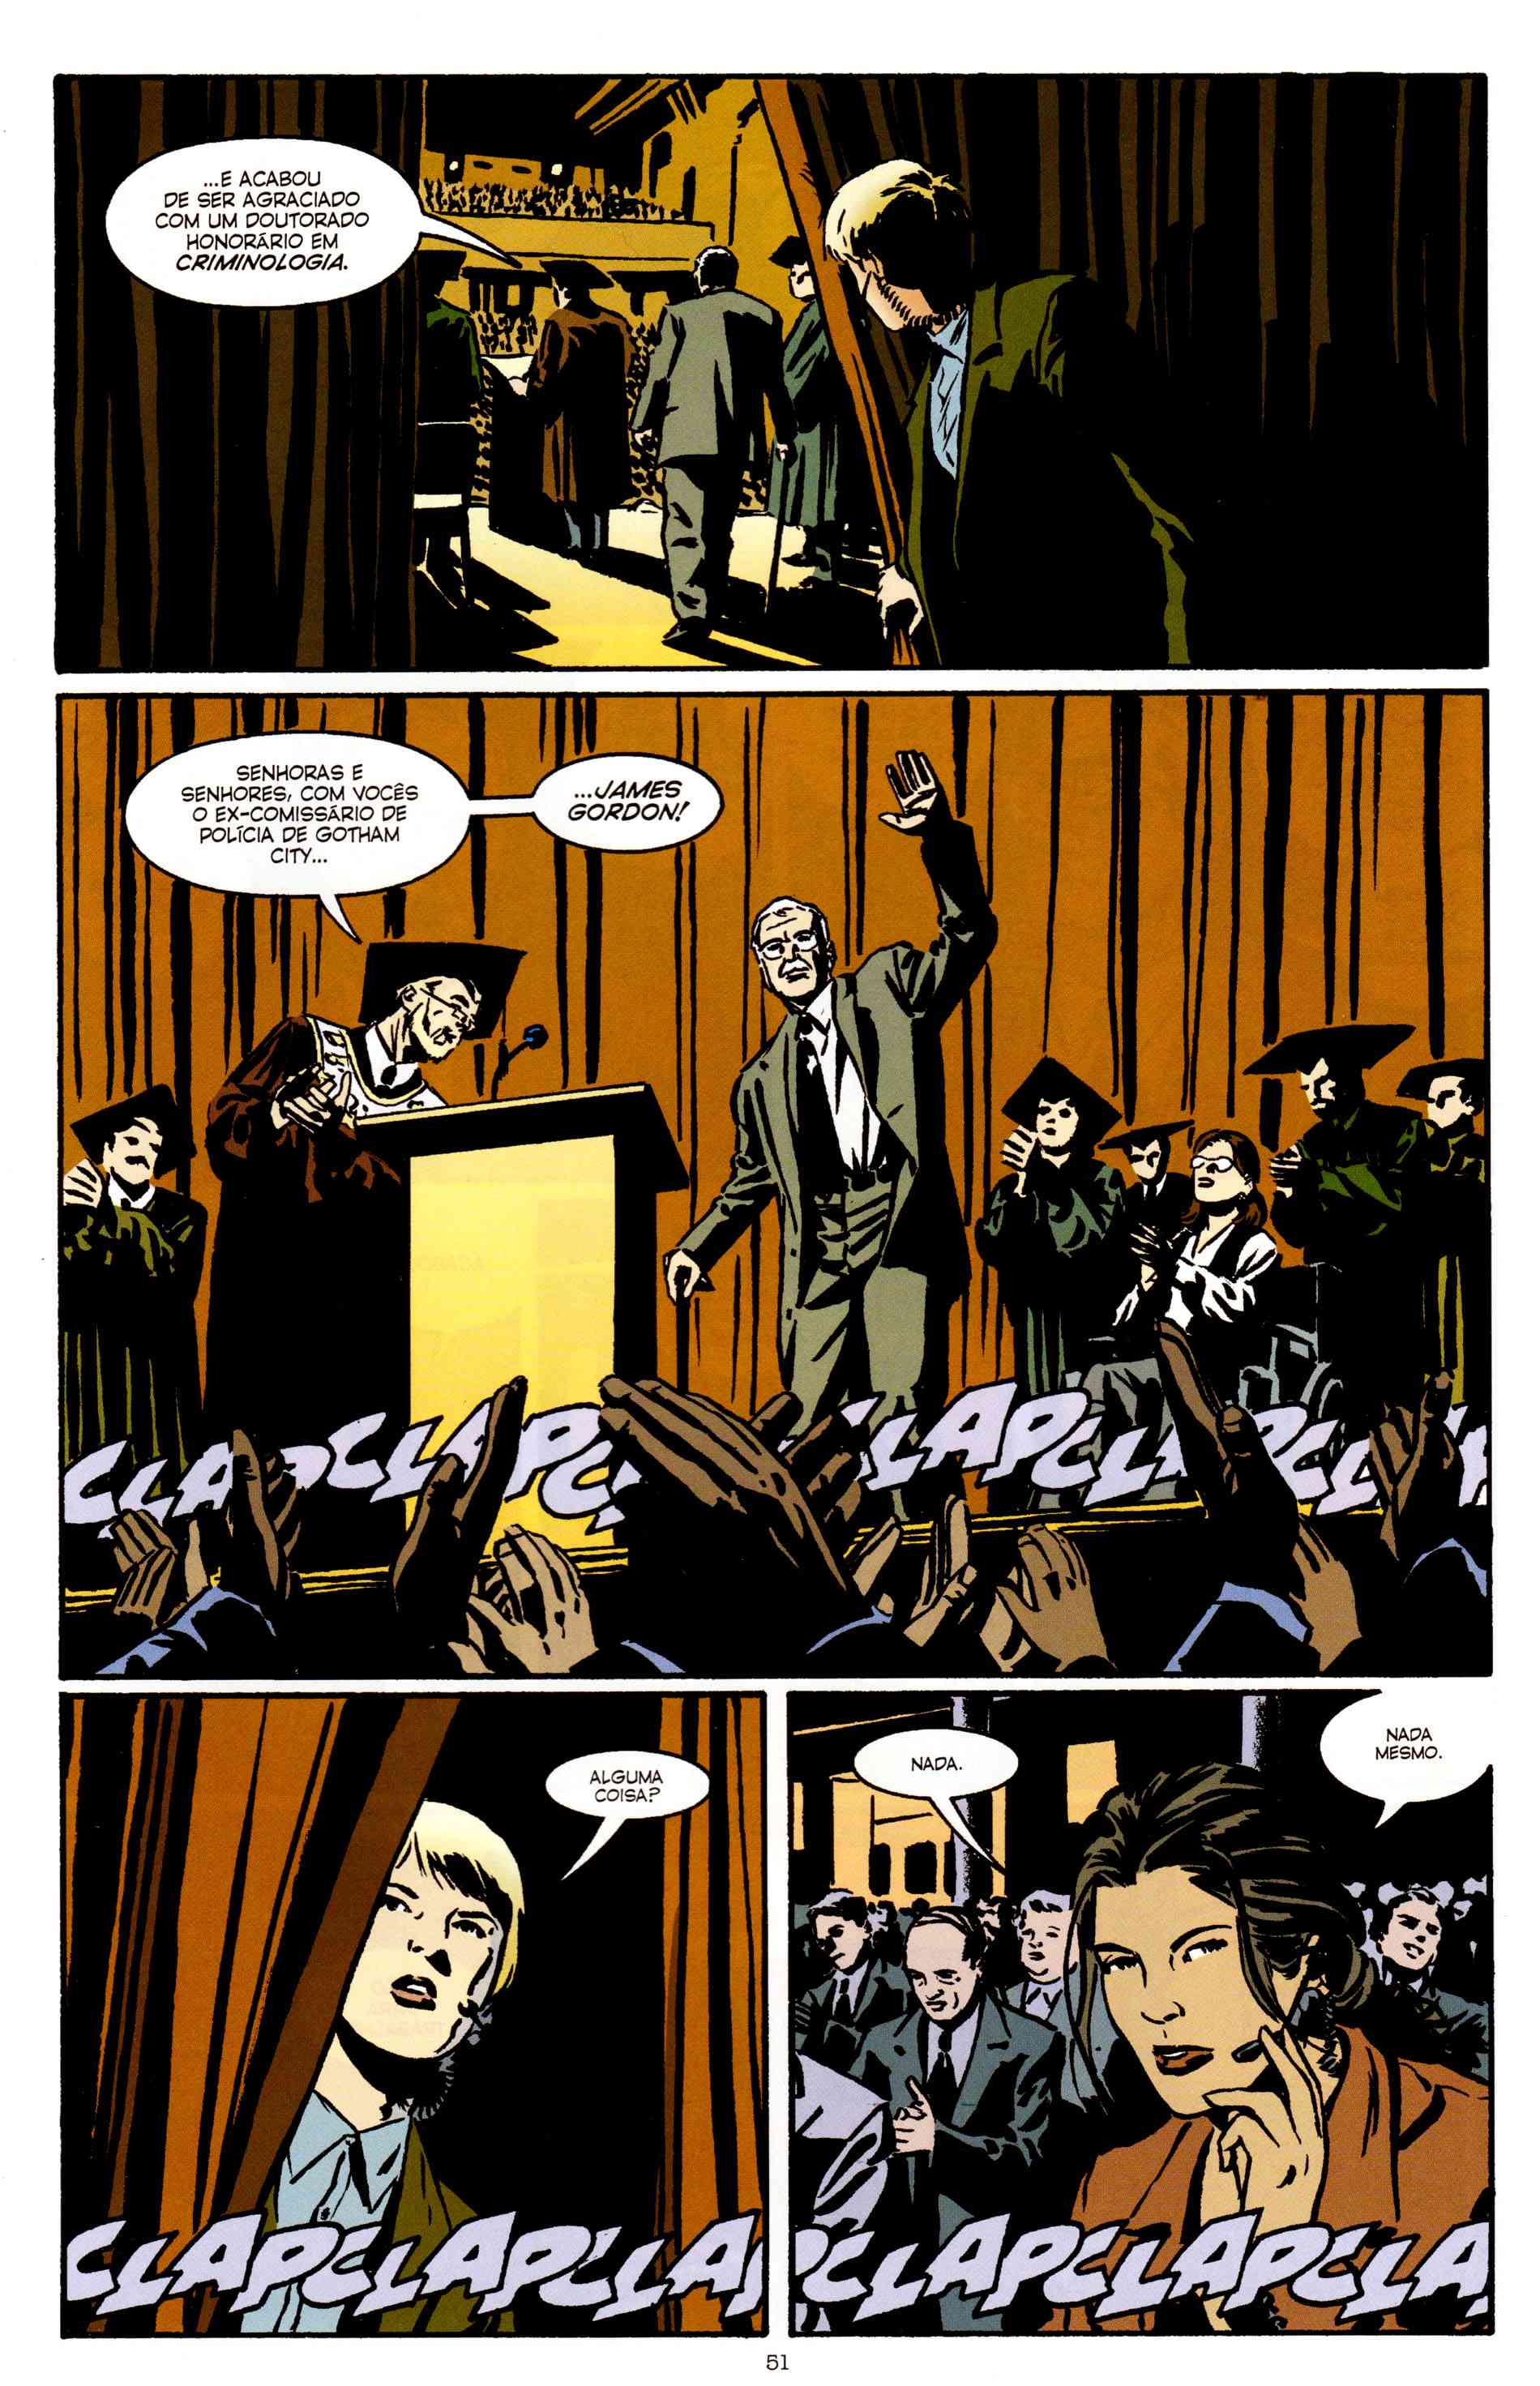 ...E ACABOU
DE SER AGRACIADO
COM UM DOUTORADO
HONORÁRIO EM
CRIMINOLOGIA.
SENHORAS E
SENHORES, COM VOCÊS
O EX-COMISSÁRIO DE
POLÍCIA DE GOTHAM
CITY...
...JAMES
GORDON!
CLAPCLAPCLAPCLAPCLAPCLAP
ALGUMA
COISA?
NADA.
NADA
MESMO.
CLAPCLAPCLAP
PCLAPCLAPCLA
51